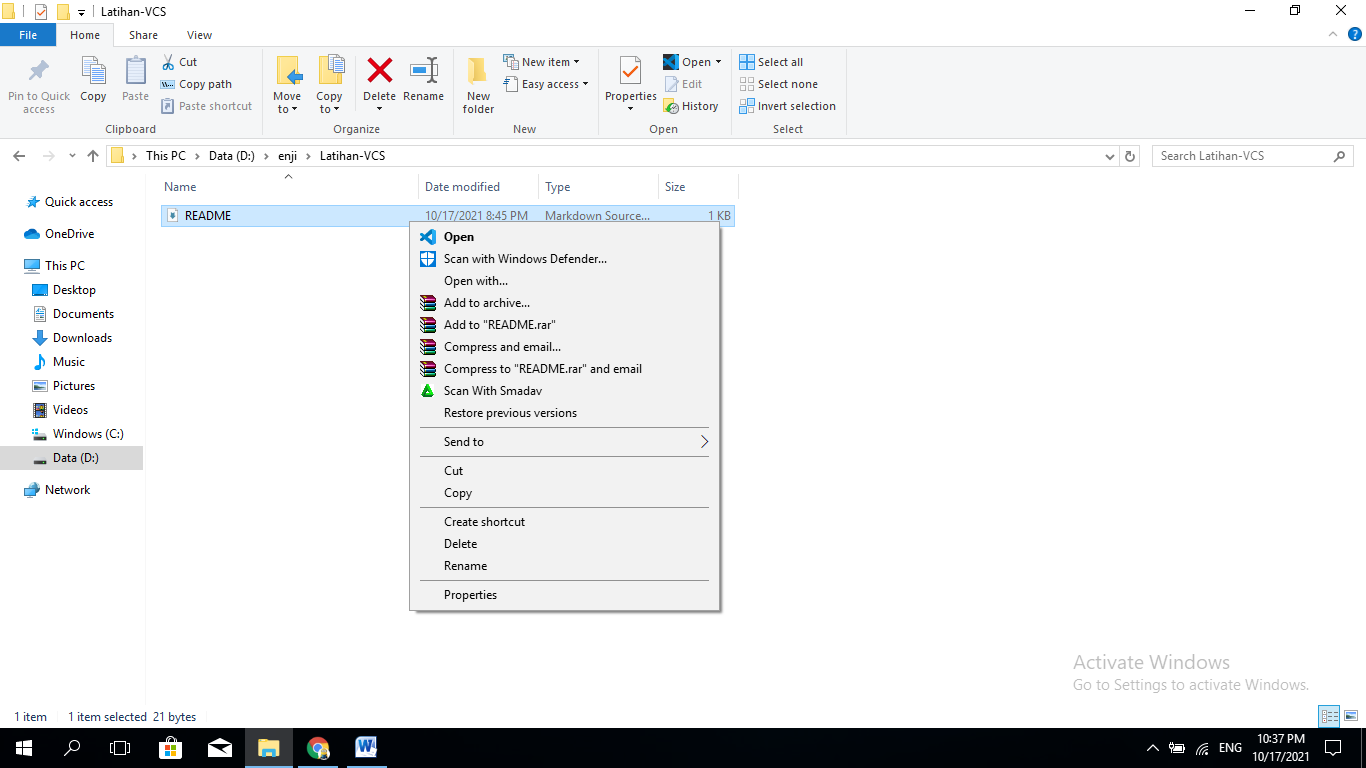 Latihan-VCS
File Home Share View
Pin to Quick access
Copy
Paste
Cut
Copy path
Paste shortcut
Clipboard
Move to
Copy to
Delete
Rename
Organize
New folder
New item
Easy access
New
Properties
Open
Edit
History
Open
Select all
Select none
Invert selection
Select
This PC Data (D:) enji Latihan-VCS
Search Latihan-VCS
Name Date modified Type Size
README 10/17/2021 8:45 PM Markdown Source... 1 KB
Quick access
OneDrive
This PC
Desktop
Documents
Downloads
Music
Pictures
Videos
Windows (C:)
Data (D:)
Network
Open
Scan with Windows Defender...
Open with...
Add to archive...
Add to "README.rar"
Compress and email...
Compress to "README.rar" and email
Scan With Smadav
Restore previous versions
Send to
Cut
Copy
Create shortcut
Delete
Rename
Properties
Activate Windows
Go to Settings to activate Windows.
1 item 1 item selected 21 bytes
ENG
10:37 PM
10/17/2021